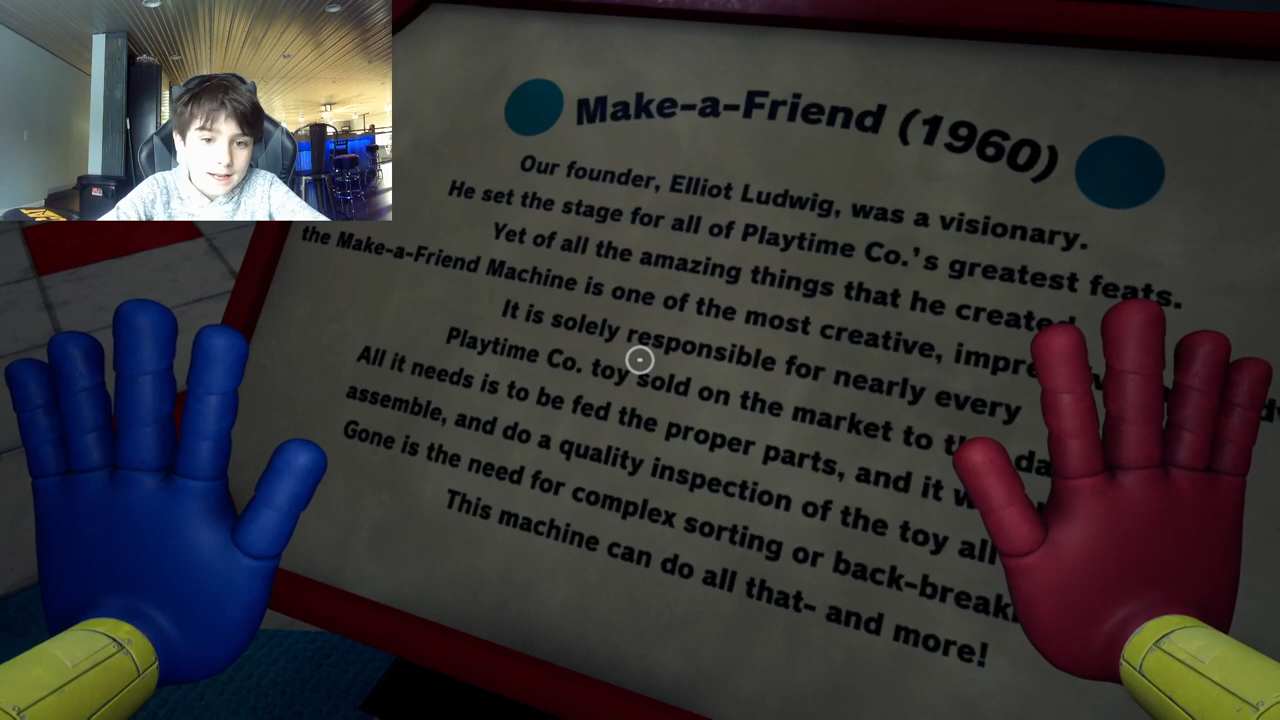 Make-a-Friend (1960)
Our founder, Elliot Ludwig, was a visionary.
He set the stage for all of Playtime Co.'s greatest feats.
Yet of all the amazing things that he created
the Make-a-Friend Machine is one of the most creative,
It is solely responsible for nearly every
Playtime Co. toy sold on the market to
All it needs is to be fed the proper parts, and it
assemble, and do a quality inspection of the toy all
Gone is the need for complex sorting or
This machine can do all that- and more!